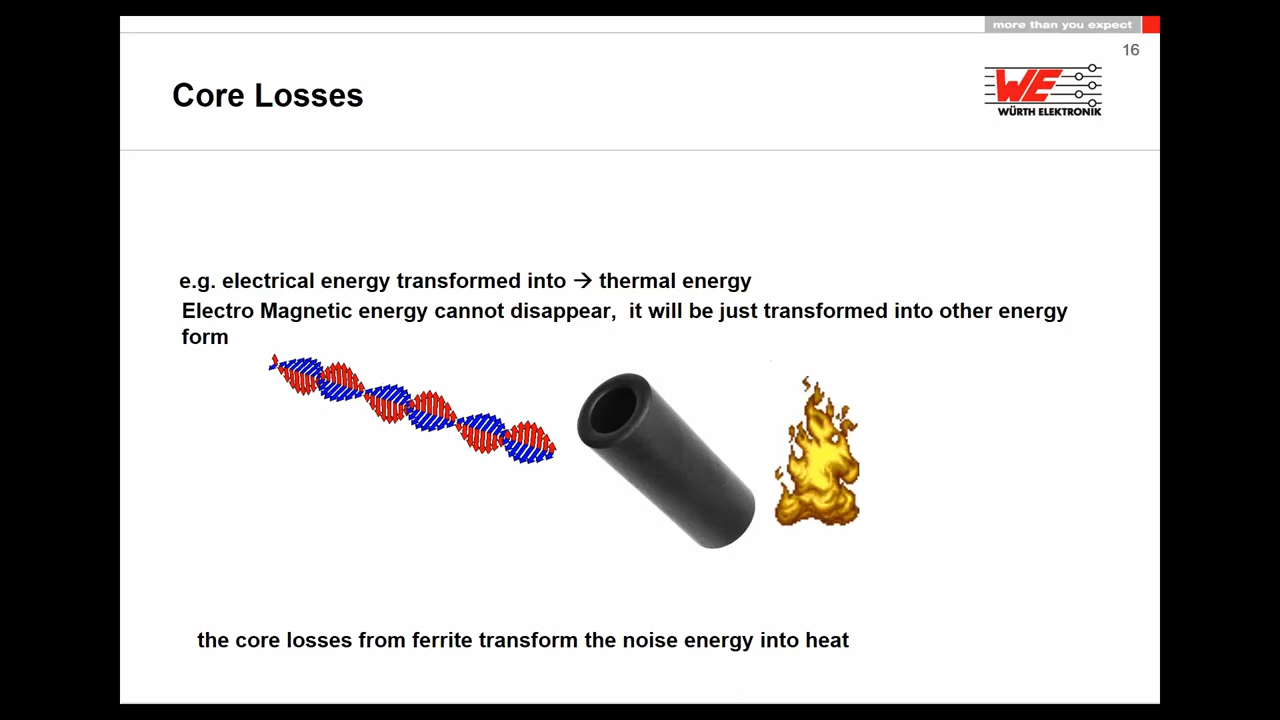 more than you expect
16
Core Losses
WE
WÜRTH ELEKTRONIK
e.g. electrical energy transformed into → thermal energy
Electro Magnetic energy cannot disappear,  it will be just transformed into other energy
form
the core losses from ferrite transform the noise energy into heat